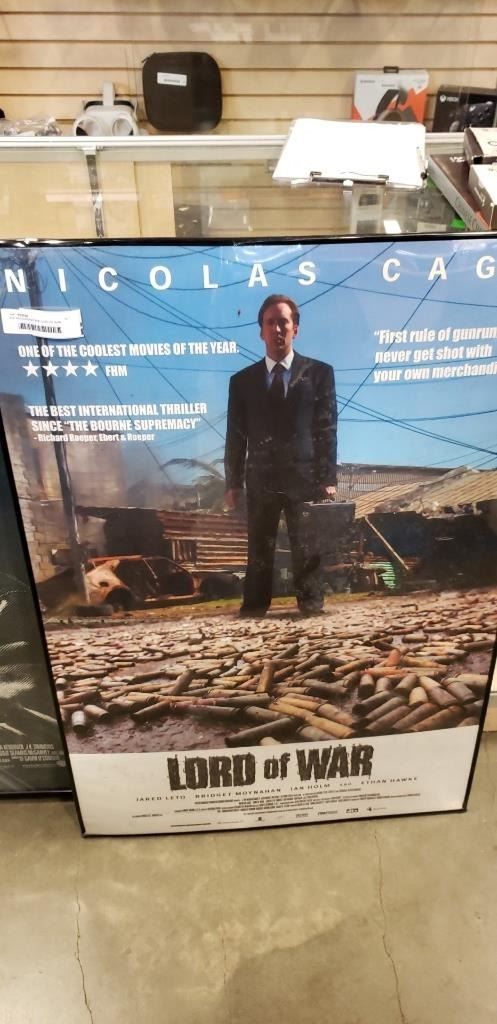 XBOX
NICOLAS CAG
ONE OF THE COOLEST MOVIES OF THE YEAR.
FHM
"First rule of gunrun
never get shot with
your own merchandi
THE BEST INTERNATIONAL THRILLER
SINCE "THE BOURNE SUPREMACY"
- Richard Roeper, Ebert & Roeper
LORD OF WAR
JARED LETO BRIDGET MOYNAHAN IAN HOLM AND ETHAN HAWKE